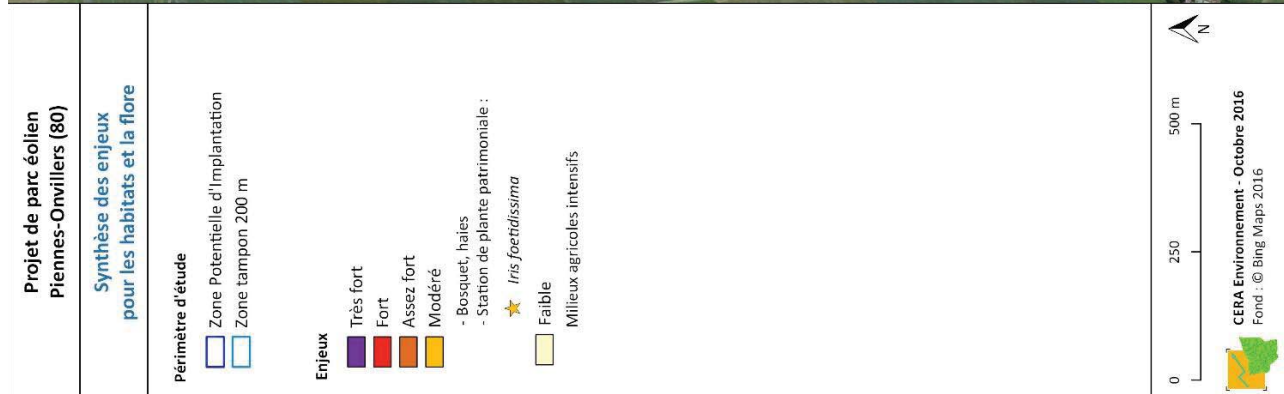 Projet de parc éolien
Piennes-Onvillers (80)
Synthèse des enjeux
pour les habitats et la flore
Périmètre d'étude
Zone Potentielle d'Implantation
Zone tampon 200 m
Enjeux
Très fort
Fort
Assez fort
Modéré
- Bosquet, haies
- Station de plante patrimoniale :
Iris foetidissima
Faible
Milieux agricoles intensifs
0 250 500 m
N
CERA Environnement - Octobre 2016
Fond : © Bing Maps 2016